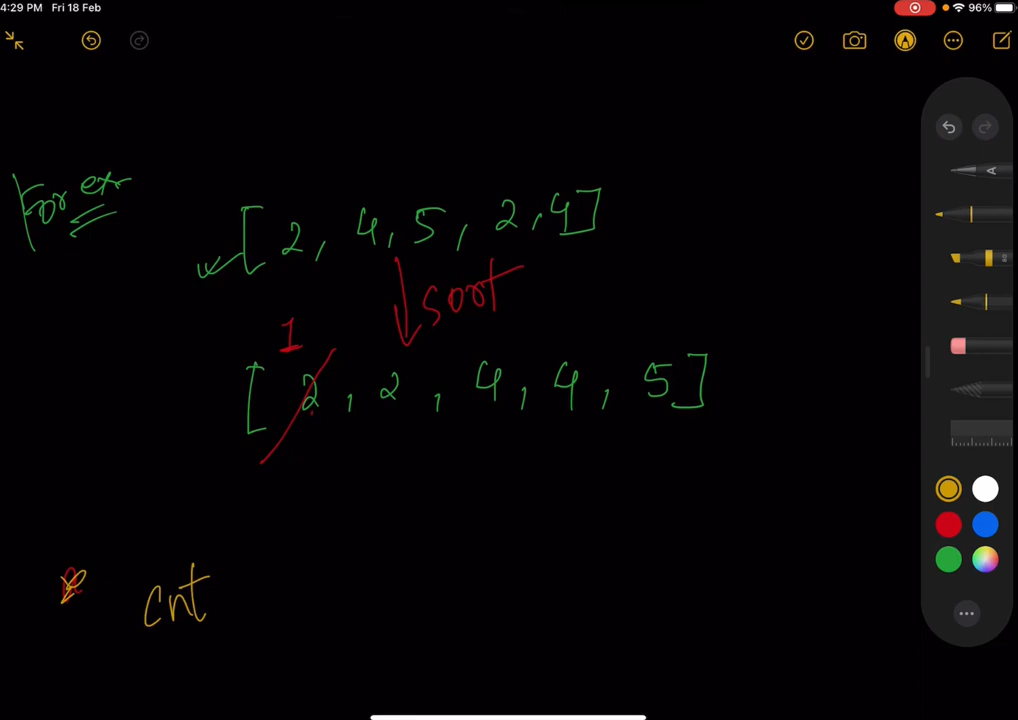 4:29 PM Fri 18 Feb
96%
For ex
[ 2, 4, 5, 2, 4]
sort
1
[ 2, 2, 4, 4, 5]
cnt